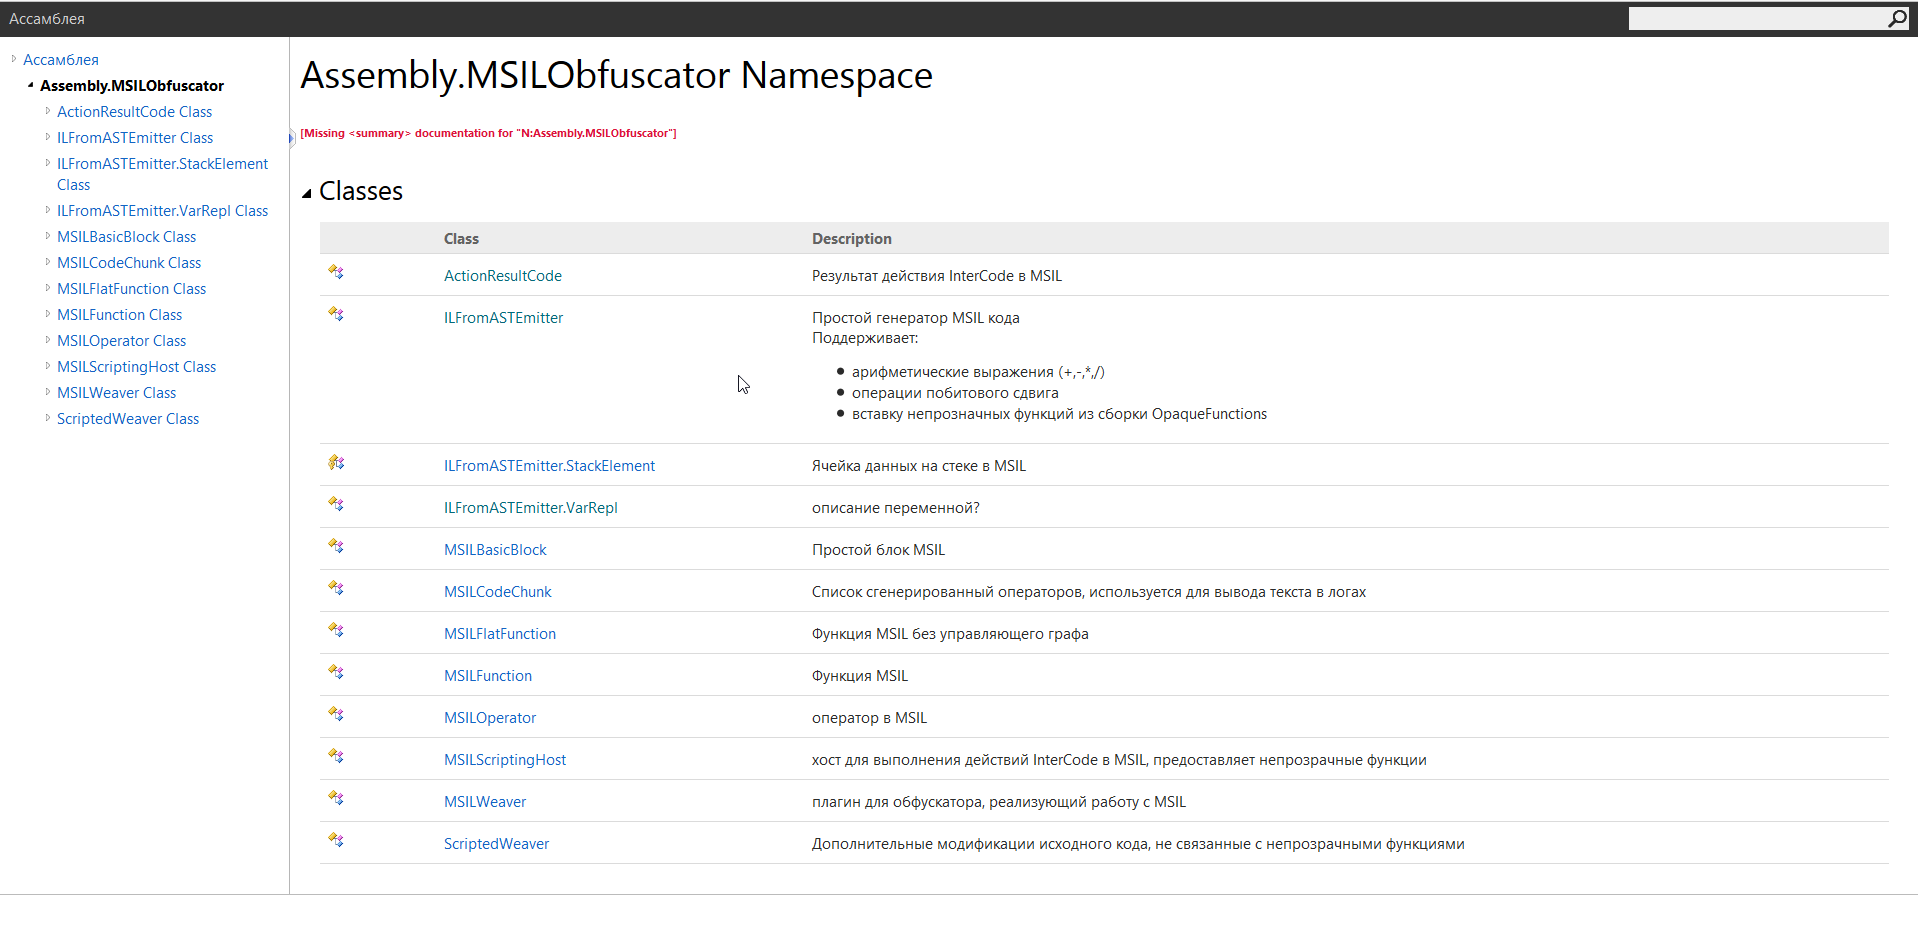 Ассамблея
Ассамблея
Assembly.MSILObfuscator
ActionResultCode Class
ILFromASTEmitter Class
ILFromASTEmitter.StackElement
Class
ILFromASTEmitter.VarRepl Class
MSILBasicBlock Class
MSILCodeChunk Class
MSILFlatFunction Class
MSILFunction Class
MSILOperator Class
MSILScriptingHost Class
MSILWeaver Class
ScriptedWeaver Class
Assembly.MSILObfuscator Namespace
[Missing <summary> documentation for "N:Assembly.MSILObfuscator"]
Classes
Class Description
ActionResultCode Результат действия InterCode в MSIL
ILFromASTEmitter Простой генератор MSIL кода
Поддерживает:
● арифметические выражения (+,-,*,/)
● операции побитового сдвига
● вставку непрозначных функций из сборки OpaqueFunctions
ILFromASTEmitter.StackElement Ячейка данных на стеке в MSIL
ILFromASTEmitter.VarRepl описание переменной?
MSILBasicBlock Простой блок MSIL
MSILCodeChunk Список сгенерированный операторов, используется для вывода текста в логах
MSILFlatFunction Функция MSIL без управляющего графа
MSILFunction Функция MSIL
MSILOperator оператор в MSIL
MSILScriptingHost хост для выполнения действий InterCode в MSIL, предоставляет непрозрачные функции
MSILWeaver плагин для обфускатора, реализующий работу с MSIL
ScriptedWeaver Дополнительные модификации исходного кода, не связанные с непрозрачными функциями